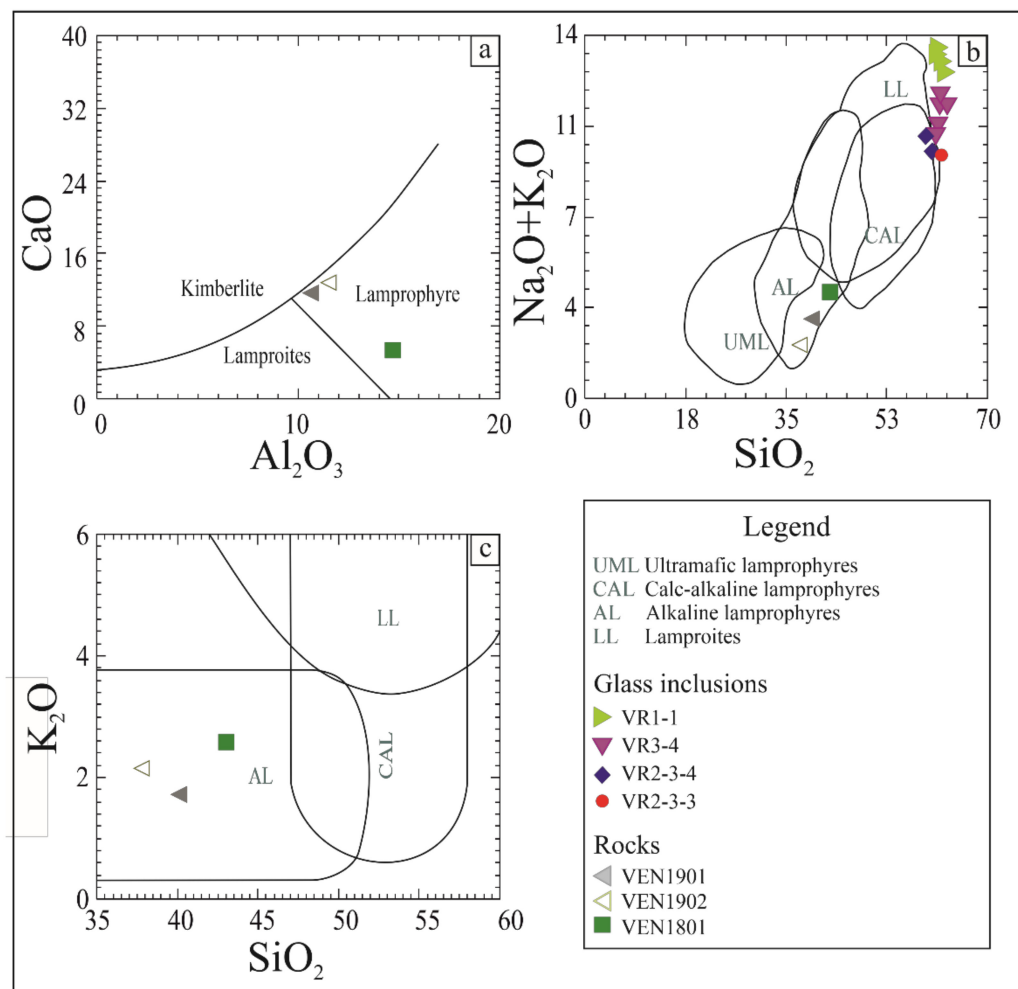 40
32
24
16
8
0
CaO
a
Kimberlite
Lamprophyre
Lamproites
0
10
20
Al₂O₃
14
11
7
4
0
Na₂O+K₂O
b
LL
CAL
AL
UML
0
18
35
53
70
SiO₂
6
4
2
0
K₂O
c
LL
AL
CAL
35
40
45
50
55
60
SiO₂
Legend
UML Ultramafic lamprophyres
CAL Calc-alkaline lamprophyres
AL Alkaline lamprophyres
LL Lamproites
Glass inclusions
VR1-1
VR3-4
VR2-3-4
VR2-3-3
Rocks
VEN1901
VEN1902
VEN1801